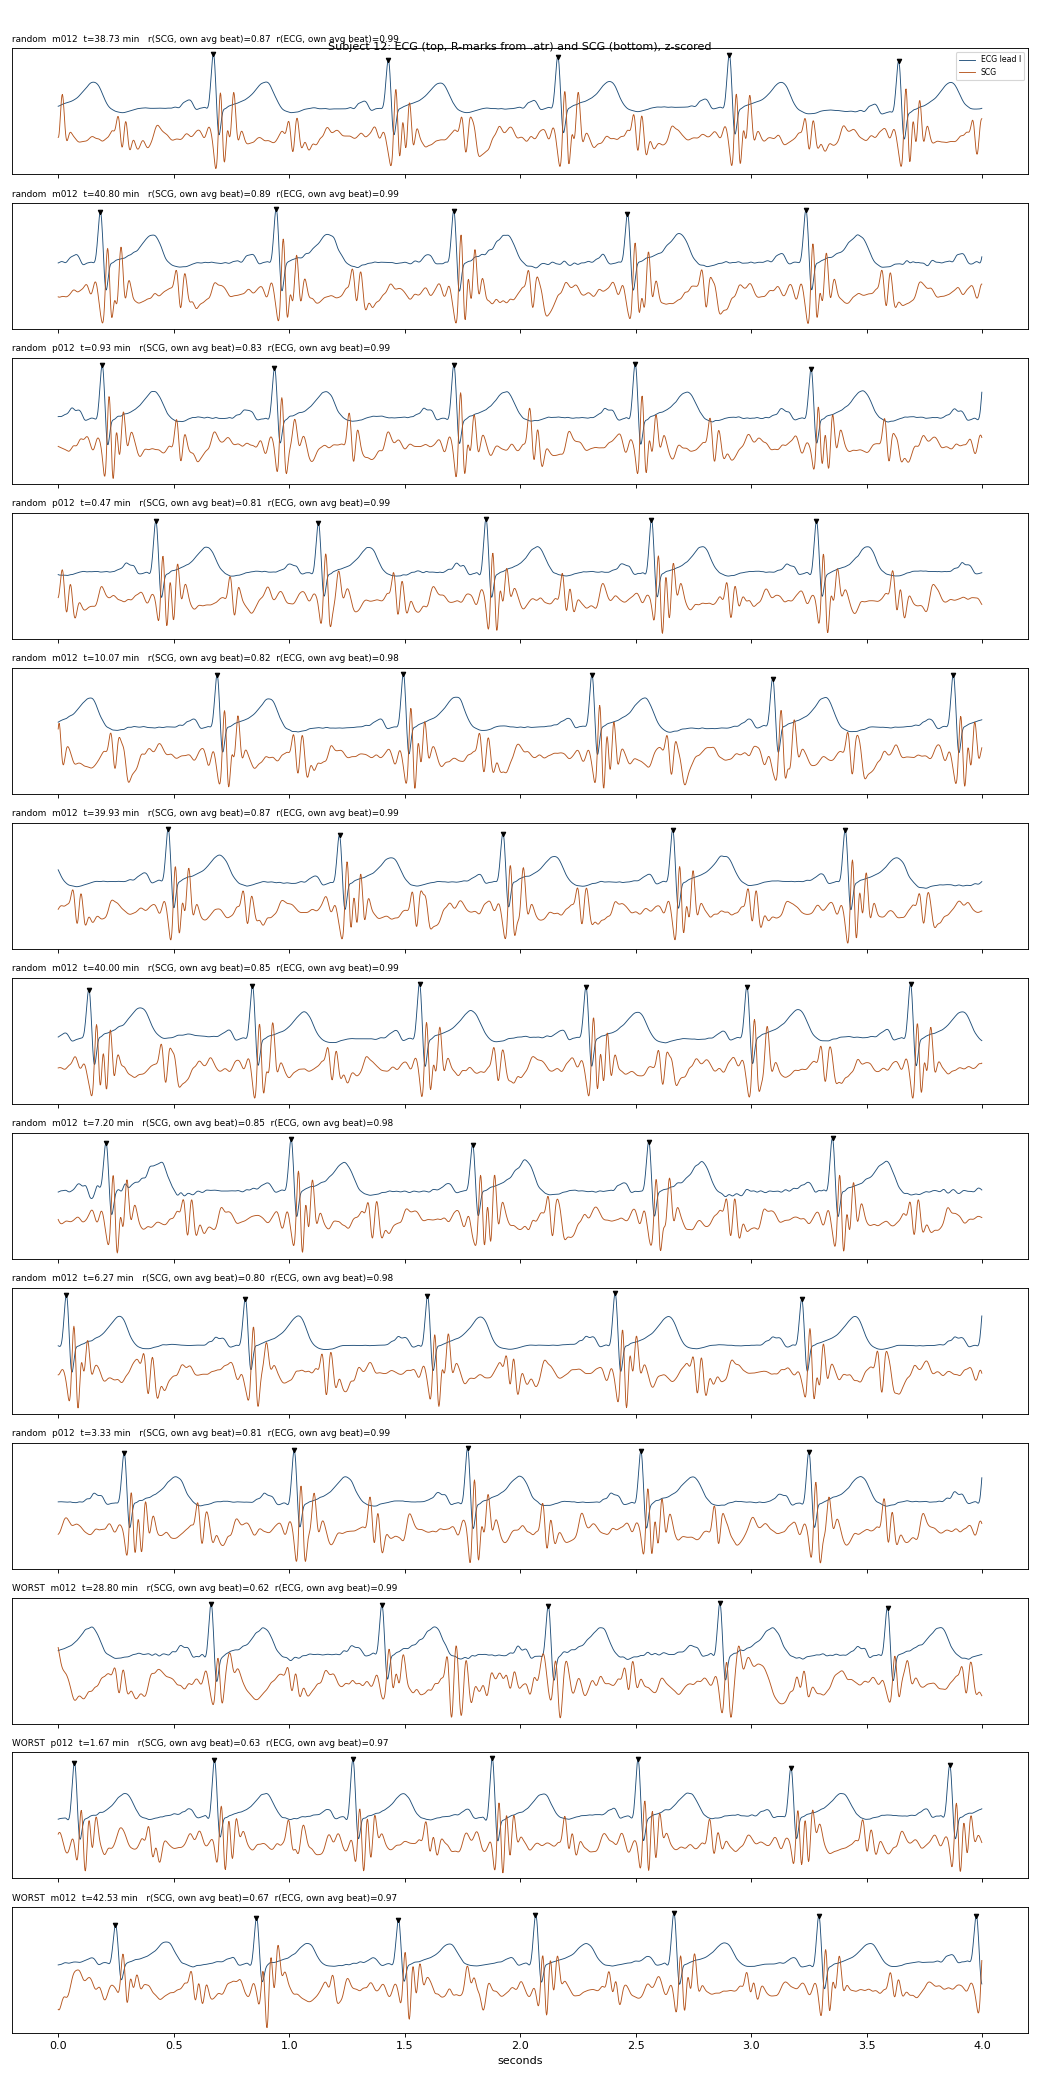 random  m012  t=38.73 min   r(SCG, own avg beat)=0.87  r(ECG, own avg beat)=0.99
Subject 12: ECG (top, R-marks from .atr) and SCG (bottom), z-scored
ECG lead I
SCG
random  m012  t=40.80 min   r(SCG, own avg beat)=0.89  r(ECG, own avg beat)=0.99
random  p012  t=0.93 min   r(SCG, own avg beat)=0.83  r(ECG, own avg beat)=0.99
random  p012  t=0.47 min   r(SCG, own avg beat)=0.81  r(ECG, own avg beat)=0.99
random  m012  t=10.07 min   r(SCG, own avg beat)=0.82  r(ECG, own avg beat)=0.98
random  m012  t=39.93 min   r(SCG, own avg beat)=0.87  r(ECG, own avg beat)=0.99
random  m012  t=40.00 min   r(SCG, own avg beat)=0.85  r(ECG, own avg beat)=0.99
random  m012  t=7.20 min   r(SCG, own avg beat)=0.85  r(ECG, own avg beat)=0.98
random  m012  t=6.27 min   r(SCG, own avg beat)=0.80  r(ECG, own avg beat)=0.98
random  p012  t=3.33 min   r(SCG, own avg beat)=0.81  r(ECG, own avg beat)=0.99
WORST  m012  t=28.80 min   r(SCG, own avg beat)=0.62  r(ECG, own avg beat)=0.99
WORST  p012  t=1.67 min   r(SCG, own avg beat)=0.63  r(ECG, own avg beat)=0.97
WORST  m012  t=42.53 min   r(SCG, own avg beat)=0.67  r(ECG, own avg beat)=0.97
0.0 0.5 1.0 1.5 2.0 2.5 3.0 3.5 4.0
seconds